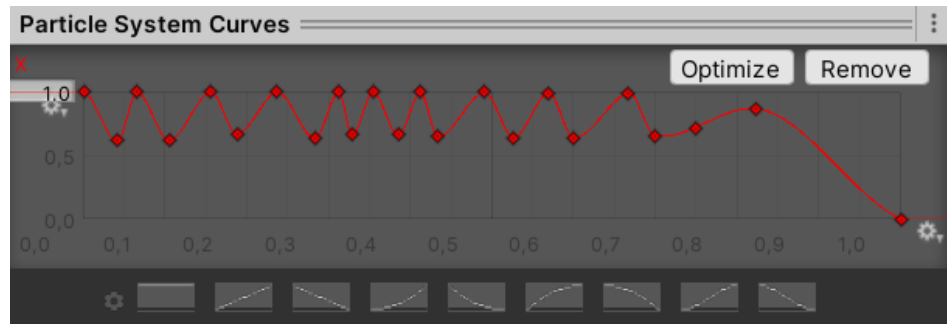 Particle System Curves
X
Optimize Remove
1.0
0,5
0,0
0,0 0,1 0,2 0,3 0,4 0,5 0,6 0,7 0,8 0,9 1,0